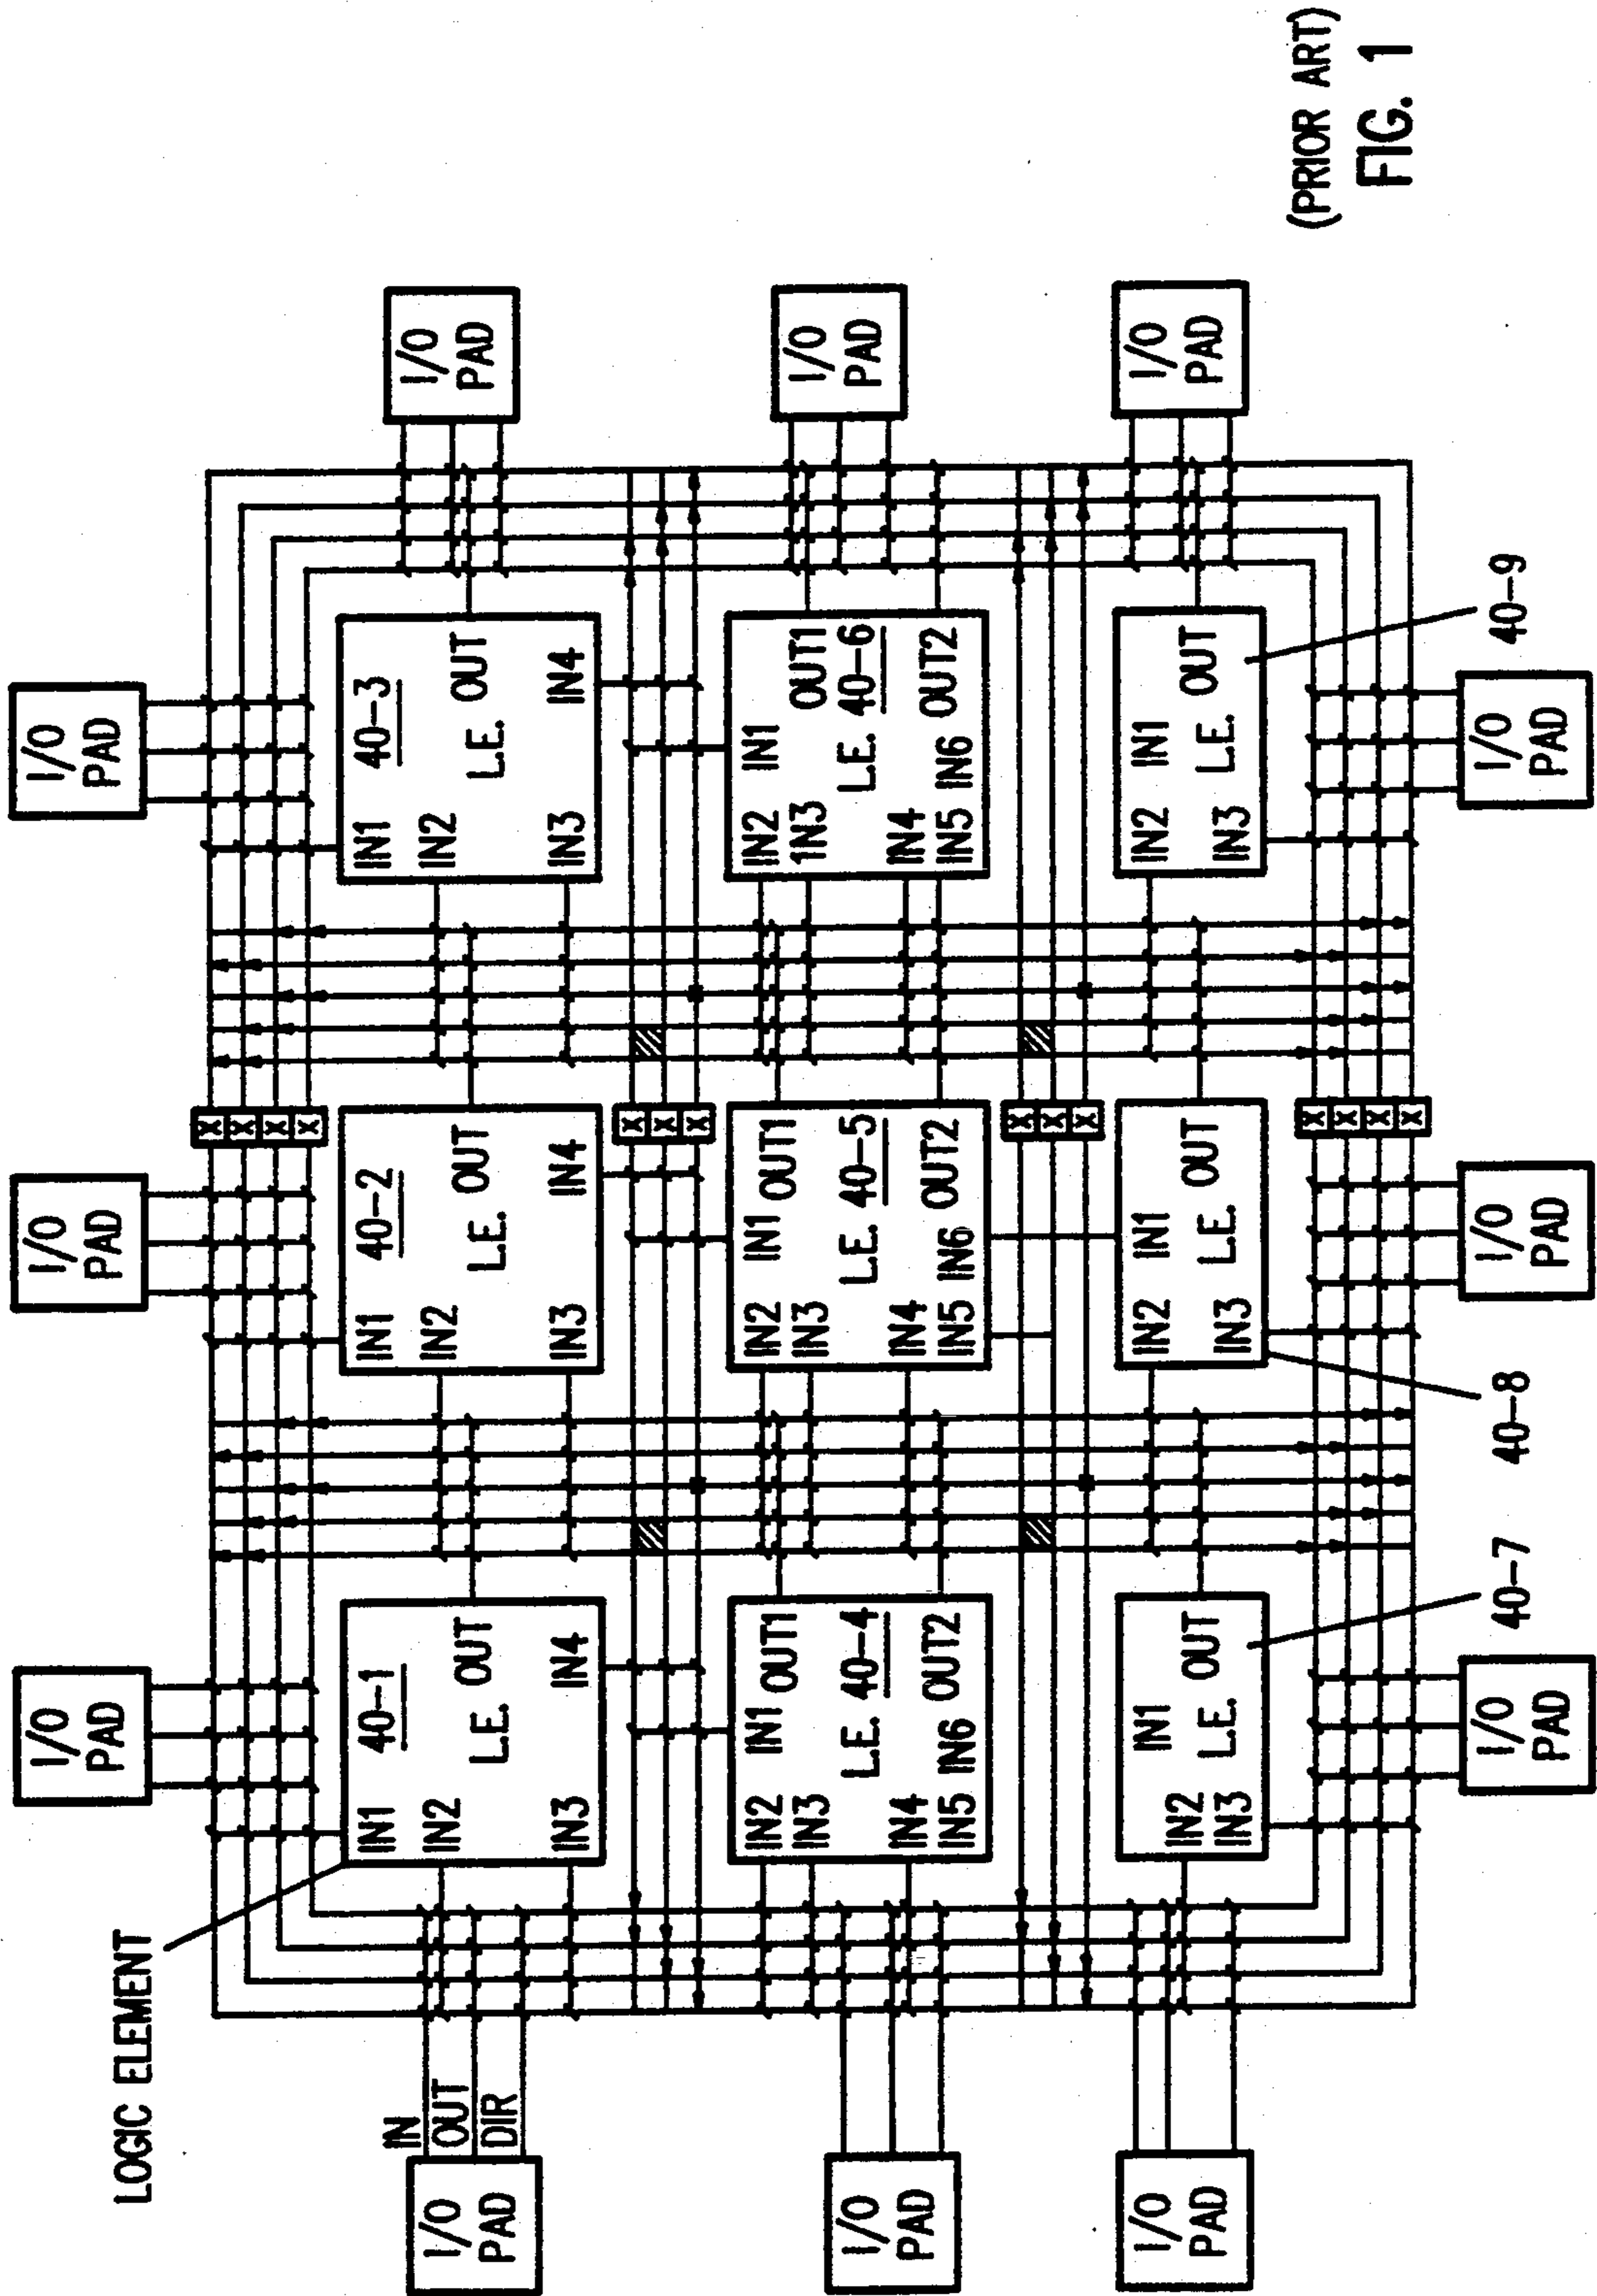 I/O
PAD
I/O
PAD
I/O
PAD
LOGIC ELEMENT
I/O
PAD
IN
OUT
DIR
IN1 40-1
IN2
L.E. OUT
IN3 IN4
IN1 40-2
IN2
L.E. OUT
IN3 IN4
IN1 40-3
IN2
L.E. OUT
IN3 IN4
I/O
PAD
X
X
X
X
X
X
X
I/O
PAD
IN2 IN1 OUT1
IN3
L.E. 40-4
IN4
IN5 IN6 OUT2
IN2 IN1 OUT1
IN3
L.E. 40-5
IN4
IN5 IN6 OUT2
IN2 IN1 OUT1
1N3
L.E. 40-6
IN4
IN5 IN6 OUT2
I/O
PAD
X
X
X
I/O
PAD
IN1
IN2 L.E. OUT
IN3
IN2 IN1
L.E. OUT
IN3
IN2 IN1
L.E. OUT
IN3
I/O
PAD
X
X
X
X
40-7
40-8
40-9
I/O
PAD
I/O
PAD
I/O
PAD
(PRIOR ART)
FIG. 1